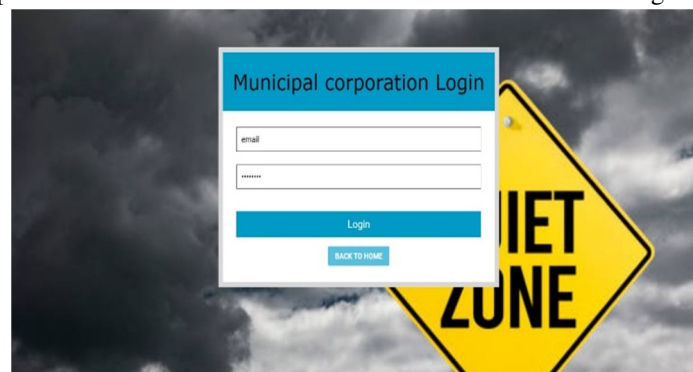 Municipal corporation Login
email
••••••••
Login
BACK TO HOME
IET
ZONE